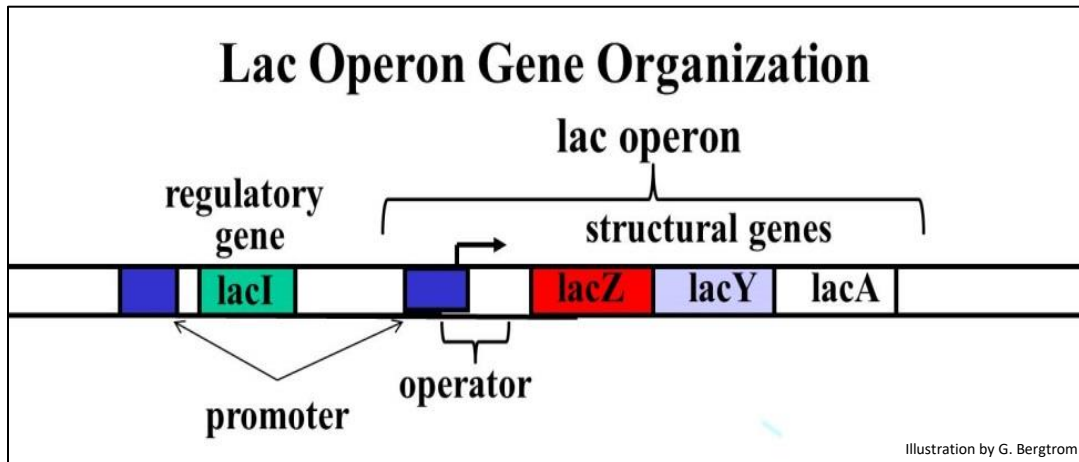 Lac Operon Gene Organization
lac operon
regulatory
gene
structural genes
lacI
lacZ
lacY
lacA
operator
promoter
Illustration by G. Bergtrom